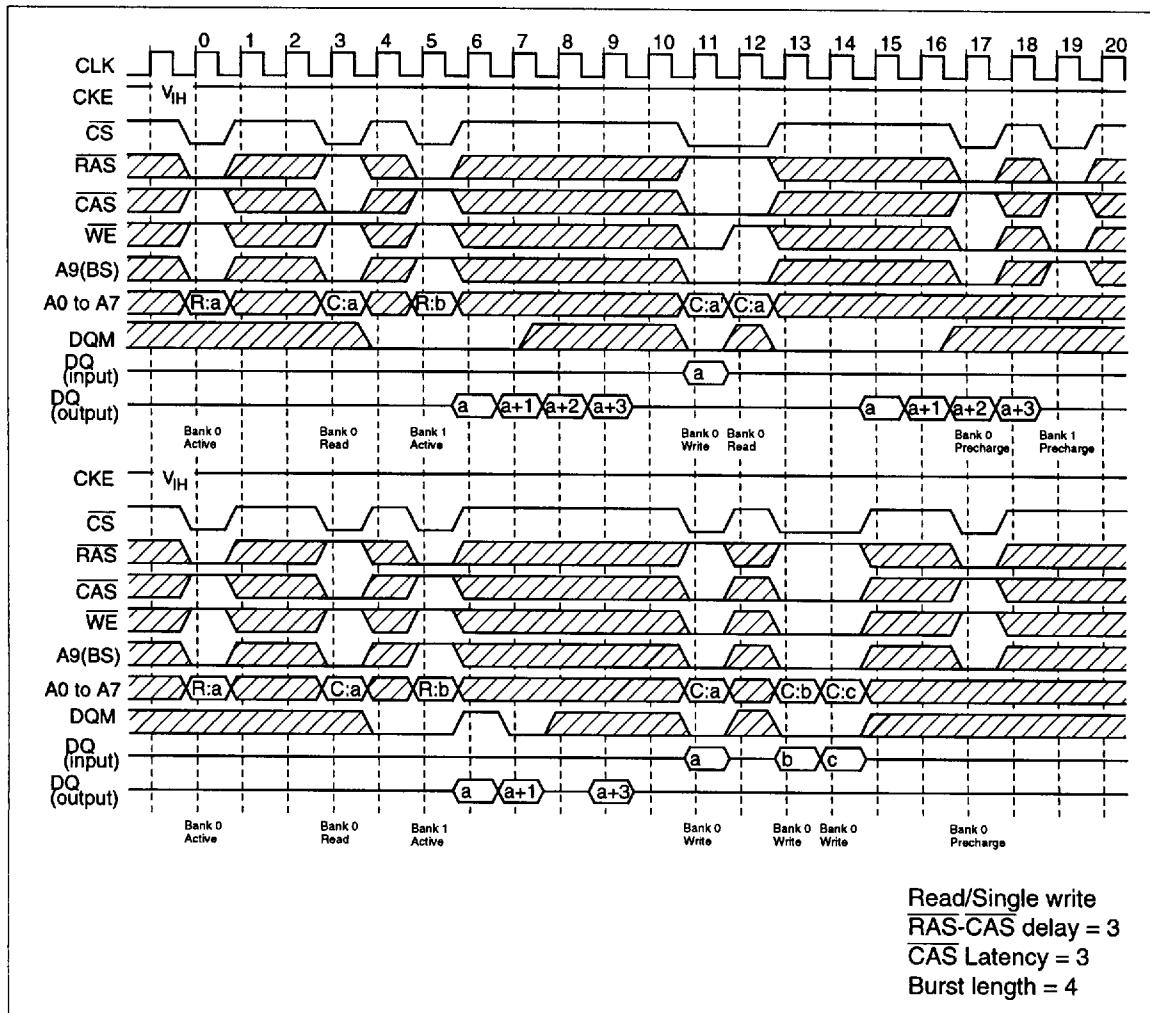 0 1 2 3 4 5 6 7 8 9 10 11 12 13 14 15 16 17 18 19 20
CLK
CKE VIH
CS
RAS
CAS
WE
A9(BS)
A0 to A7 R:a C:a R:b C:a' C:a
DQM
DQ
(input) a
DQ
(output) a a+1 a+2 a+3 a a+1 a+2 a+3
Bank 0 Bank 0 Bank 1 Bank 0 Bank 0 Bank 0 Bank 1
Active Read Active Write Read Precharge Precharge
CKE VIH
CS
RAS
CAS
WE
A9(BS)
A0 to A7 R:a C:a R:b C:a C:b C:c
DQM
DQ
(input) a b c
DQ
(output) a a+1 a+3
Bank 0 Bank 0 Bank 1 Bank 0 Bank 0 Bank 0 Bank 0
Active Read Active Write Write Write Precharge
Read/Single write
RAS-CAS delay = 3
CAS Latency = 3
Burst length = 4